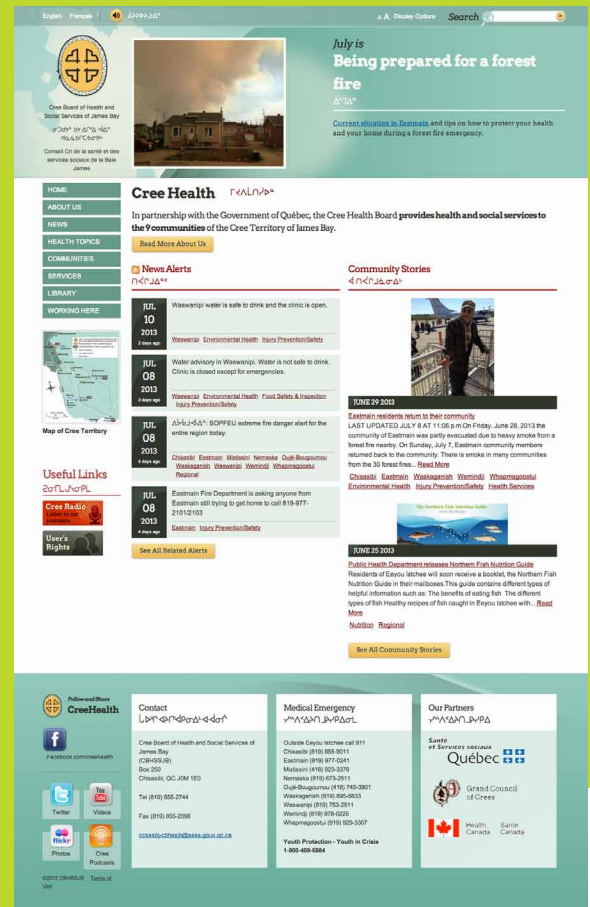 English Français
ᐃᔨᔨᐅᐊᔨᒧᐃᓐ
A A Display Options
Search
July is
Being prepared for a forest
fire
Current situation in Eastmain and tips on how to protect your health
and your home during a forest fire emergency.
Cree Board of Health and
Social Services of James Bay
Conseil Cri de la santé et des
services sociaux de la Baie
James
HOME
ABOUT US
NEWS
HEALTH TOPICS
COMMUNITIES
SERVICES
LIBRARY
WORKING HERE
Map of Cree Territory
Useful Links
Cree Radio
Listen to our
podcasts
User's
Rights
Cree Health
In partnership with the Government of Québec, the Cree Health Board provides health and social services to
the 9 communities of the Cree Territory of James Bay.
Read More About Us
News Alerts
JUL
10
2013
2 days ago
Waswanipi water is safe to drink and the clinic is open.
Waswanipi Environmental Health Injury Prevention/Safety
JUL
08
2013
3 days ago
Water advisory in Waswanipi. Water is not safe to drink.
Clinic is closed except for emergencies.
Waswanipi Environmental Health Food Safety & Inspection
Injury Prevention/Safety
JUL
08
2013
4 days ago
SOPFEU extreme fire danger alert for the
entire region today.
Chisasibi Eastmain Mistissini Nemaska Oujé-Bougoumou
Waskaganish Waswanipi Wemindji Whapmagoostui
Regional
JUL
08
2013
4 days ago
Eastmain Fire Department is asking anyone from
Eastmain still trying to get home to call 819-977-
2101/2103
Eastmain Injury Prevention/Safety
See All Related Alerts
Community Stories
JUNE 29 2013
Eastmain residents return to their community
LAST UPDATED JULY 8 AT 11:06 p.m On Friday, June 28, 2013 the
community of Eastmain was partly evacuated due to heavy smoke from a
forest fire nearby. On Sunday, July 7, Eastmain community members
returned back to the community. There is smoke in many communities
from the 30 forest fires... Read More
Chisasibi Eastmain Waskaganish Wemindji Whapmagoostui
Environmental Health Injury Prevention/Safety Health Services
The Northern Fish Nutrition Guide
JUNE 25 2013
Public Health Department releases Northern Fish Nutrition Guide
Residents of Eeyou Istchee will soon receive a booklet, the Northern Fish
Nutrition Guide in their mailboxes.This guide contains different types of
helpful information such as: The benefits of eating fish The different
types of fish Healthy recipes of fish caught in Eeyou Istchee with... Read
More
Nutrition Regional
See All Community Stories
Follow and Share
CreeHealth
Facebook.com/creehealth
Twitter
You Tube
Videos
flickr
Photos
Cree
Podcasts
©2012 CBHSSJB Terms of
Use
Contact
Cree Board of Health and Social Services of
James Bay
(CBHSSJB)
Box 250
Chisasibi, QC J0M 1E0
Tel (819) 855-2744
Fax (819) 855-2098
Medical Emergency
Outside Eeyou Istchee call 911
Chisasibi (819) 855-9011
Eastmain (819) 977-0241
Mistissini (418) 923-3376
Nemaska (819) 673-2511
Oujé-Bougoumou (418) 745-3901
Waskaganish (819) 895-8833
Waswanipi (819) 753-2511
Wemindji (819) 978-0225
Whapmagoostui (819) 929-3307
Youth Protection - Youth in Crisis
1-800-409-6884
Our Partners
Santé
et Services sociaux
Québec
Grand Council
of Crees
Health Canada
Santé Canada